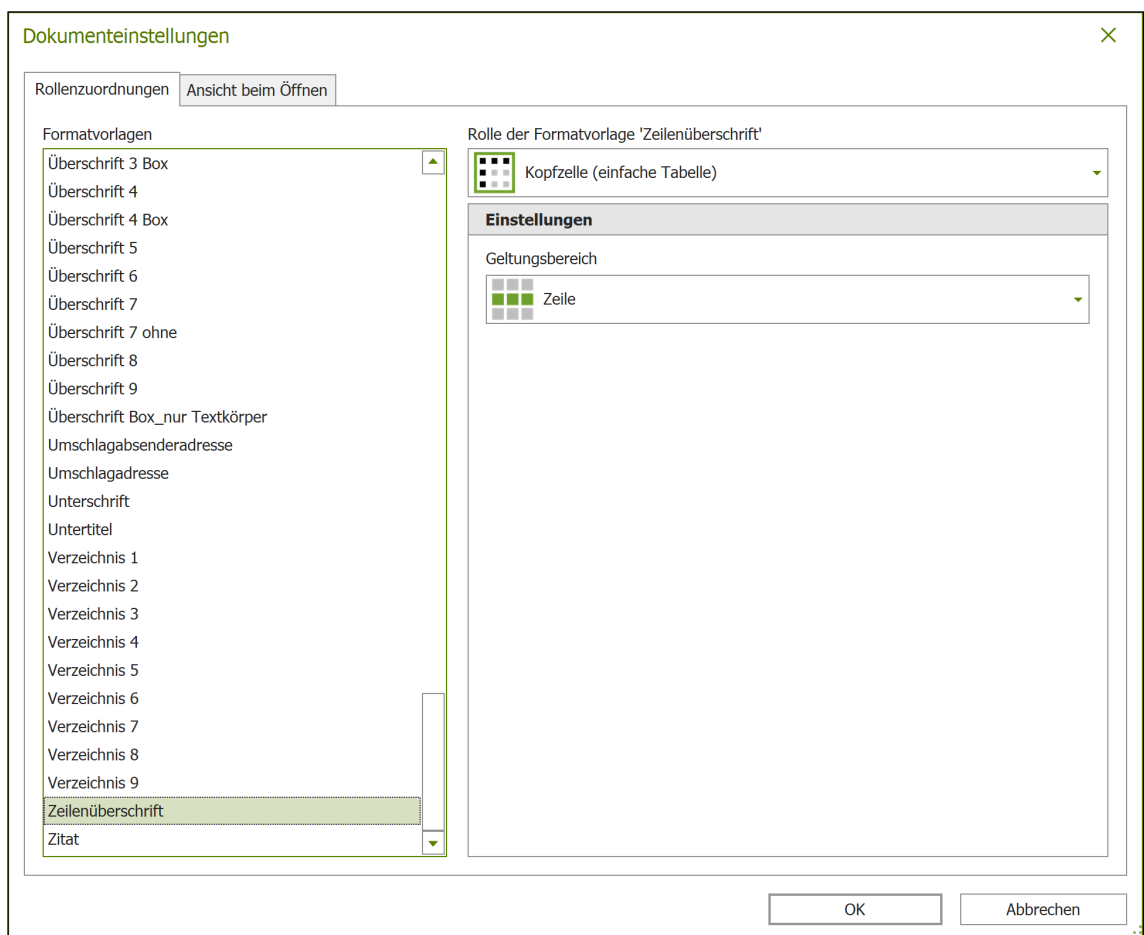 Dokumenteinstellungen
Rollenzuordnungen
Ansicht beim Öffnen
Formatvorlagen
Überschrift 3 Box
Überschrift 4
Überschrift 4 Box
Überschrift 5
Überschrift 6
Überschrift 7
Überschrift 7 ohne
Überschrift 8
Überschrift 9
Überschrift Box_nur Textkörper
Umschlagabsenderadresse
Umschlagadresse
Unterschrift
Untertitel
Verzeichnis 1
Verzeichnis 2
Verzeichnis 3
Verzeichnis 4
Verzeichnis 5
Verzeichnis 6
Verzeichnis 7
Verzeichnis 8
Verzeichnis 9
Zeilenüberschrift
Zitat
Rolle der Formatvorlage 'Zeilenüberschrift'
Kopfzelle (einfache Tabelle)
Einstellungen
Geltungsbereich
Zeile
OK
Abbrechen